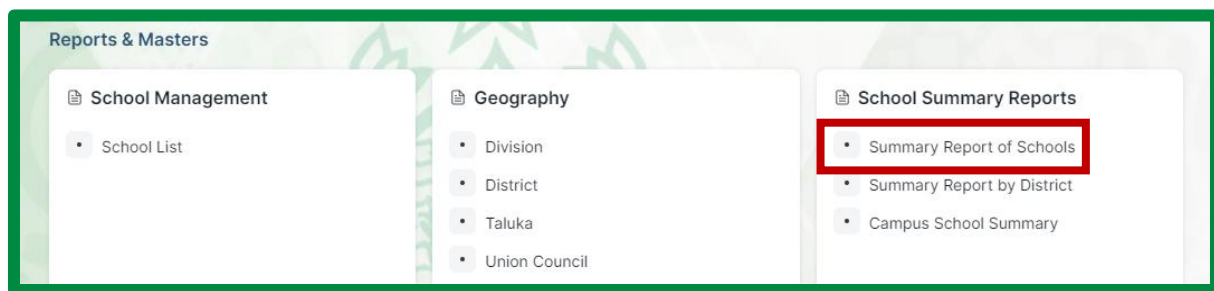 Reports & Masters
School Management
• School List
Geography
• Division
• District
• Taluka
• Union Council
School Summary Reports
• Summary Report of Schools
• Summary Report by District
• Campus School Summary